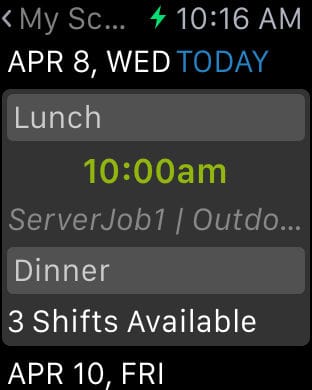 My Sc... 10:16 AM
APR 8, WED TODAY
Lunch
10:00am
ServerJob1 | Outdo...
Dinner
3 Shifts Available
APR 10, FRI